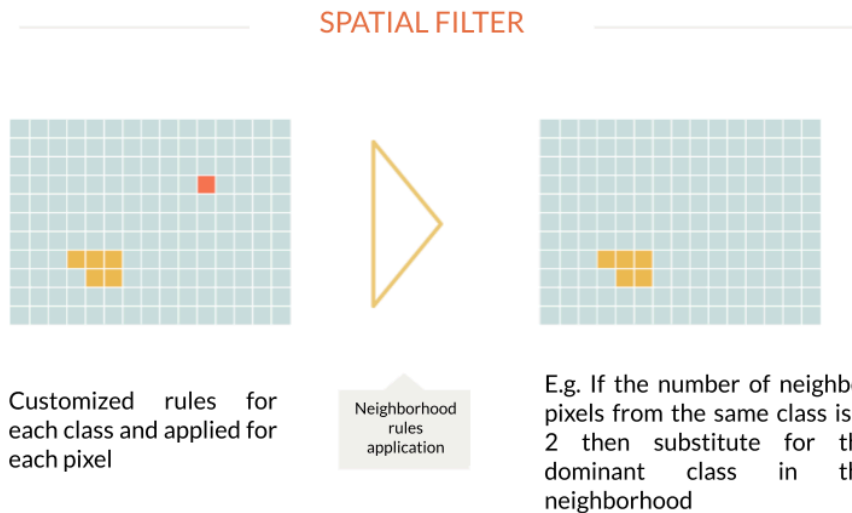 SPATIAL FILTER
Customized rules for
each class and applied for
each pixel
Neighborhood
rules
application
E.g. If the number of
pixels from the same class is
2 then substitute for
dominant class in
neighborhood